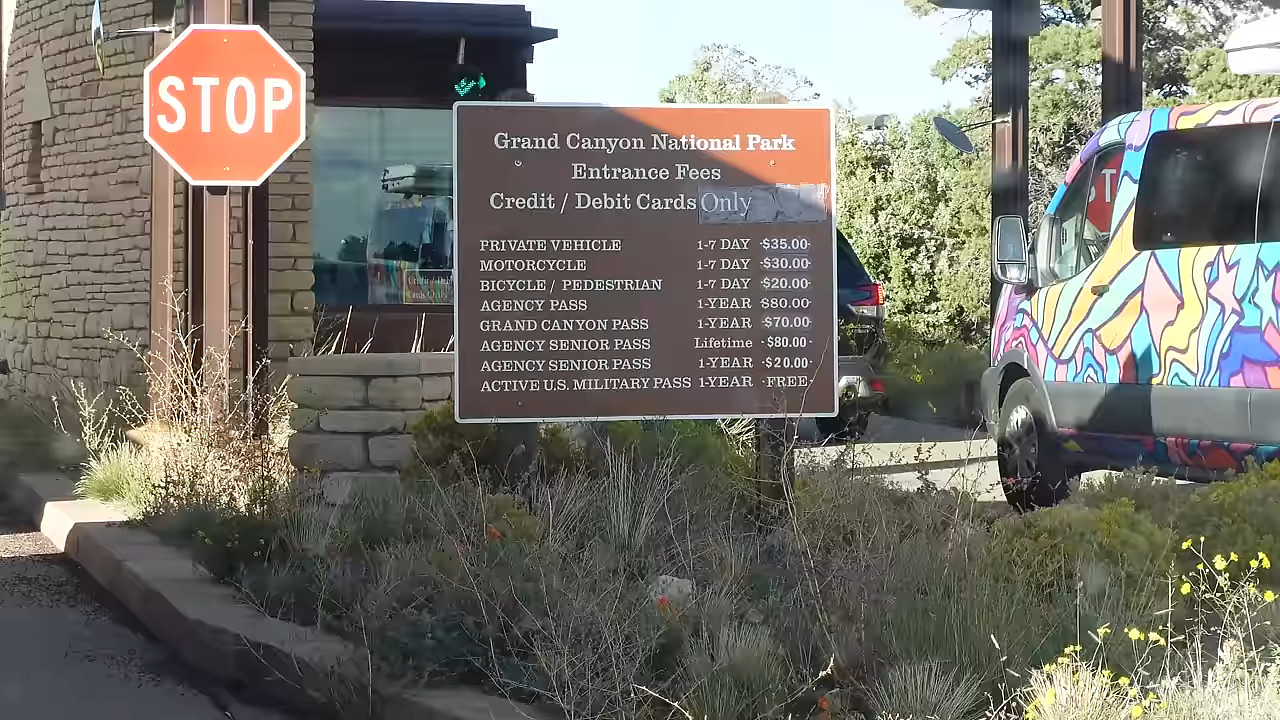 STOP
Grand Canyon National Park
Entrance Fees
Credit / Debit Cards Only
PRIVATE VEHICLE 1-7 DAY $35.00
MOTORCYCLE 1-7 DAY $30.00
BICYCLE / PEDESTRIAN 1-7 DAY $20.00
AGENCY PASS 1-YEAR $80.00
GRAND CANYON PASS 1-YEAR $70.00
AGENCY SENIOR PASS Lifetime $80.00
AGENCY SENIOR PASS 1-YEAR $20.00
ACTIVE U.S. MILITARY PASS 1-YEAR FREE